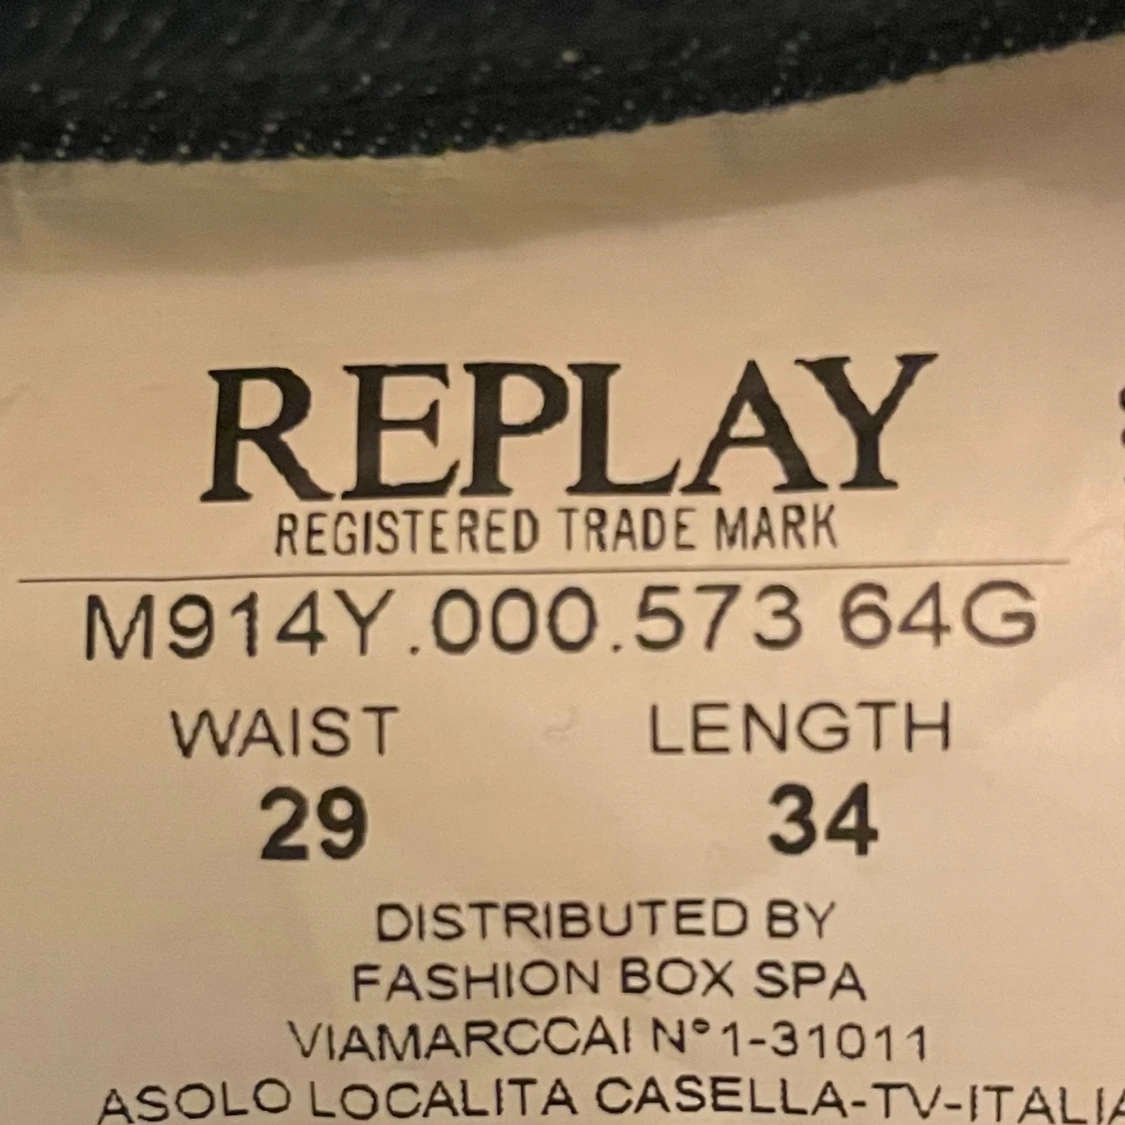 REPLAY
REGISTERED TRADE MARK
M914Y.000.573 64G
WAIST LENGTH
29 34
DISTRIBUTED BY
FASHION BOX SPA
VIAMARCCAI N°1-31011
ASOLO LOCALITA CASELLA-TV-ITALIA